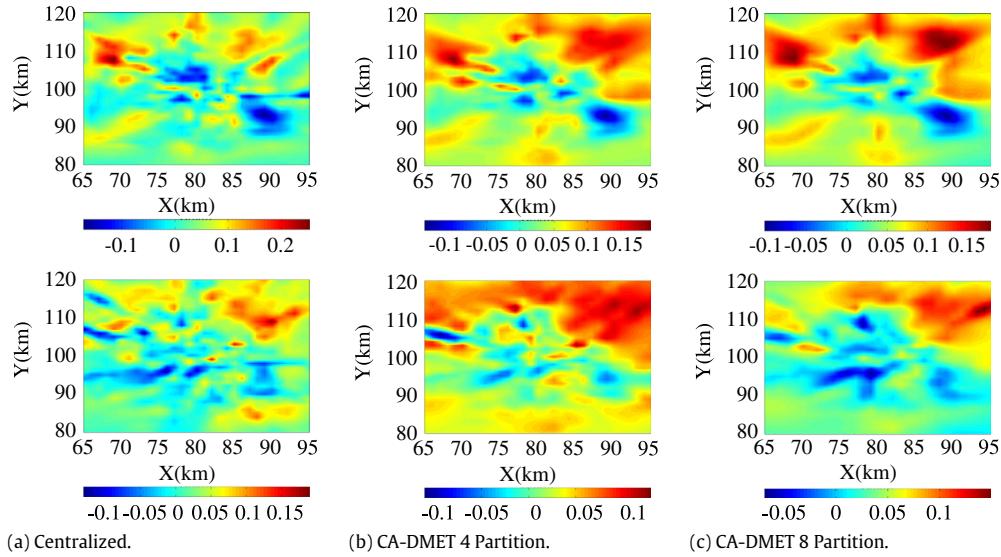 120 120 120
110 110 110
Y(km) 100 Y(km) 100 Y(km) 100
90 90 90
80 80 80
65 70 75 80 85 90 95 65 70 75 80 85 90 95 65 70 75 80 85 90 95
X(km) X(km) X(km)
-0.1 0 0.1 0.2 -0.1 -0.05 0 0.05 0.1 0.15 -0.1 -0.05 0 0.05 0.1 0.15
120 120 120
110 110 110
Y(km) 100 Y(km) 100 Y(km) 100
90 90 90
80 80 80
65 70 75 80 85 90 95 65 70 75 80 85 90 95 65 70 75 80 85 90 95
X(km) X(km) X(km)
-0.1 -0.05 0 0.05 0.1 0.15 -0.1 -0.05 0 0.05 0.1 -0.05 0 0.05 0.1
(a) Centralized. (b) CA-DMET 4 Partition. (c) CA-DMET 8 Partition.